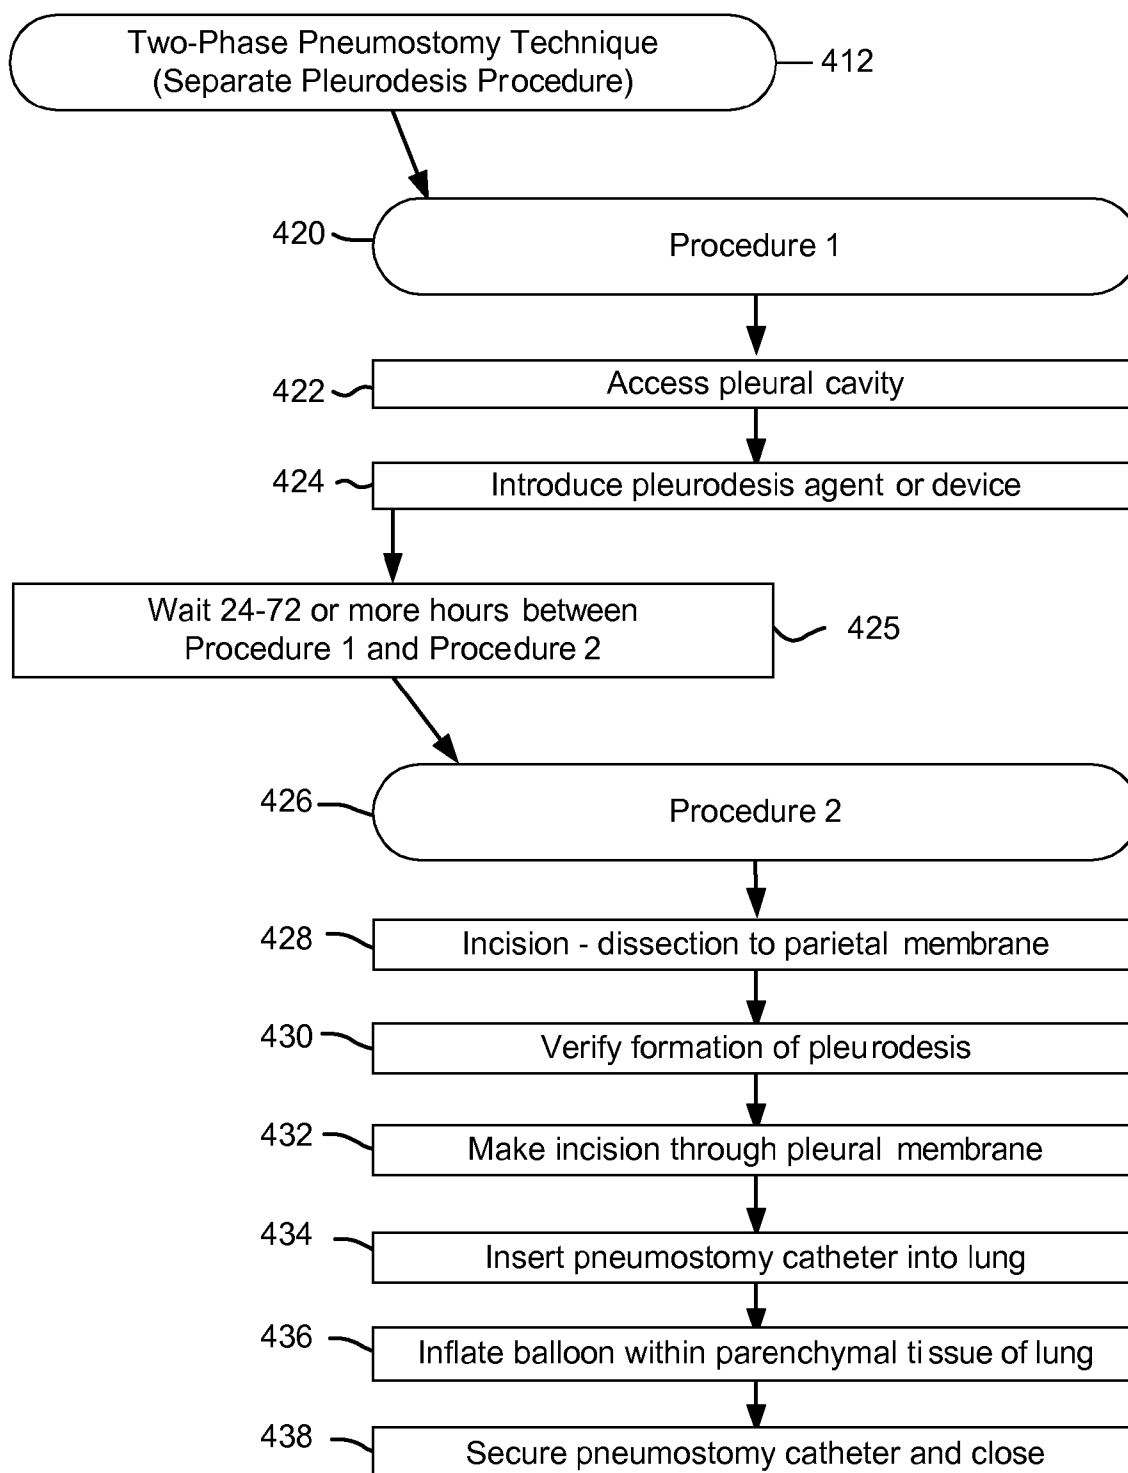 Two-Phase Pneumostomy Technique
(Separate Pleurodesis Procedure)
412
420
Procedure 1
422
Access pleural cavity
424
Introduce pleurodesis agent or device
Wait 24-72 or more hours between
Procedure 1 and Procedure 2
425
426
Procedure 2
428
Incision - dissection to parietal membrane
430
Verify formation of pleurodesis
432
Make incision through pleural membrane
434
Insert pneumostomy catheter into lung
436
Inflate balloon within parenchymal tissue of lung
438
Secure pneumostomy catheter and close